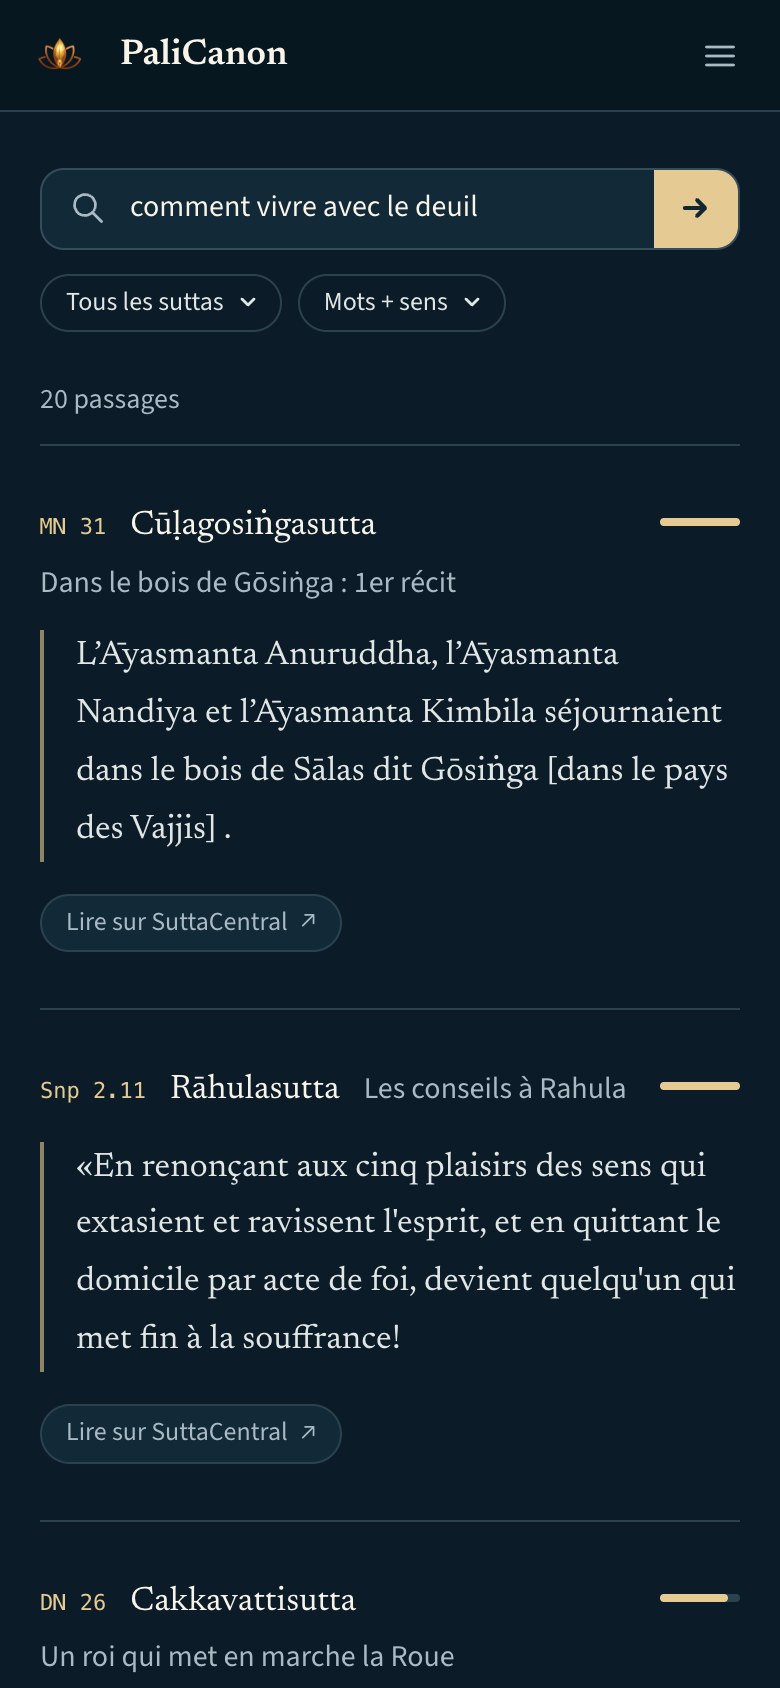 PaliCanon
comment vivre avec le deuil
Tous les suttas
Mots + sens
20 passages
MN 31 Cūḷagosiṅgasutta
Dans le bois de Gōsiṅga : 1er récit
L’Āyasmanta Anuruddha, l’Āyasmanta
Nandiya et l’Āyasmanta Kimbila séjournaient
dans le bois de Sālas dit Gōsiṅga [dans le pays
des Vajjis] .
Lire sur SuttaCentral ↗
Snp 2.11 Rāhulasutta Les conseils à Rahula
«En renonçant aux cinq plaisirs des sens qui
extasient et ravissent l'esprit, et en quittant le
domicile par acte de foi, devient quelqu'un qui
met fin à la souffrance!
Lire sur SuttaCentral ↗
DN 26 Cakkavattisutta
Un roi qui met en marche la Roue